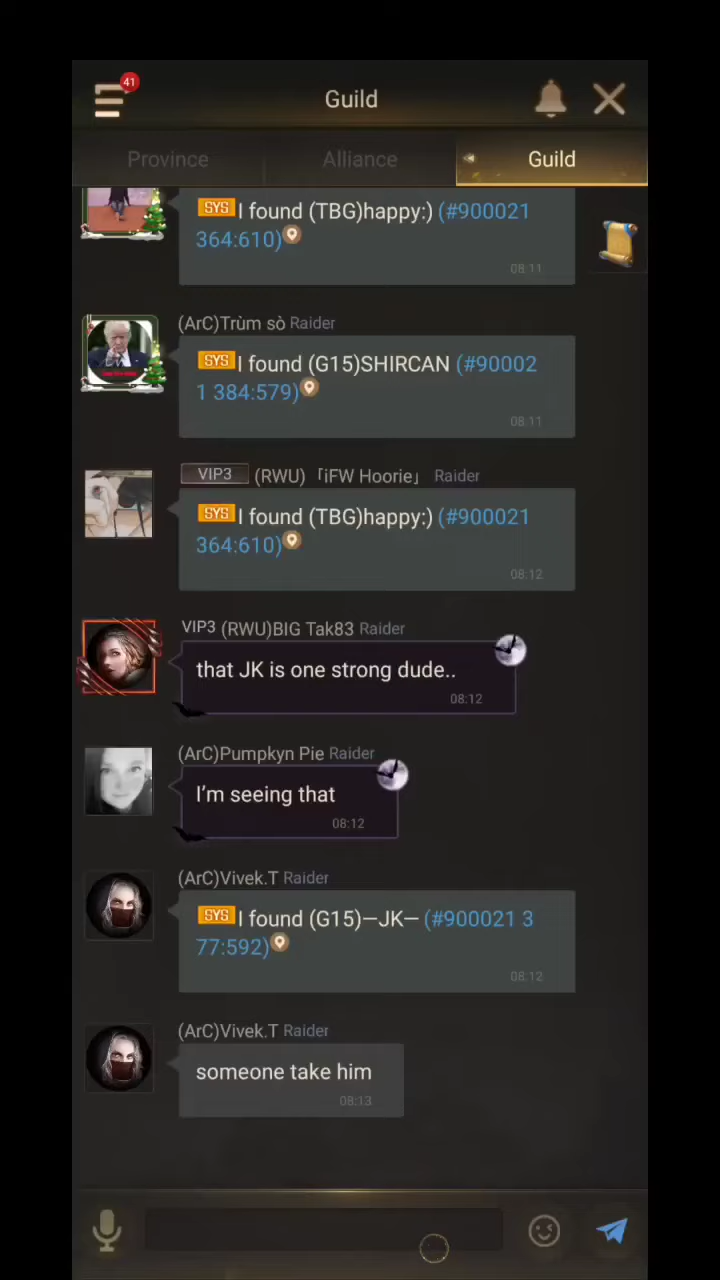 41
Guild
Province
Alliance
Guild
SYS I found (TBG)happy:) (#900021
364:610)
08:11
(ArC)Trùm sò Raider
SYS I found (G15)SHIRCAN (#90002
1 384:579)
08:11
VIP3 (RWU)「iFW Hoorie」 Raider
SYS I found (TBG)happy:) (#900021
364:610)
08:12
VIP3 (RWU)BIG Tak83 Raider
that JK is one strong dude..
08:12
(ArC)Pumpkyn Pie Raider
I’m seeing that
08:12
(ArC)Vivek.T Raider
SYS I found (G15)—JK— (#900021 3
77:592)
08:12
(ArC)Vivek.T Raider
someone take him
08:13